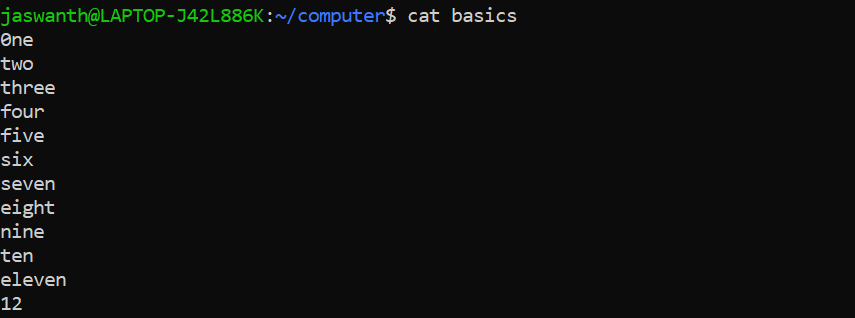 jaswanth@LAPTOP-J42L886K:~/computer$ cat basics
0ne
two
three
four
five
six
seven
eight
nine
ten
eleven
12